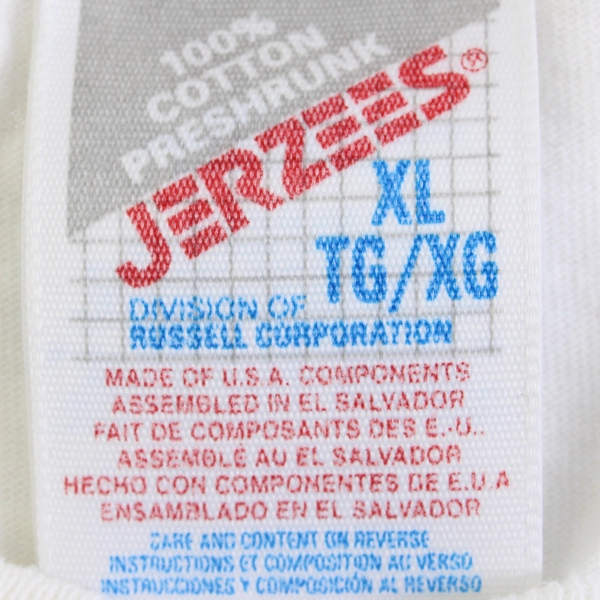 100%
COTTON
PRESHRUNK
JERZEES®
XL
TG/XG
DIVISION OF
RUSSELL CORPORATION
MADE OF U.S.A. COMPONENTS
ASSEMBLED IN EL SALVADOR
FAIT DE COMPOSANTS DES E.-U..
ASSEMBLÉ AU EL SALVADOR
HECHO CON COMPONENTES DE E.U.A
ENSAMBLADO EN EL SALVADOR
CARE AND CONTENT ON REVERSE
INSTRUCTIONS ET COMPOSITION AU VERSO
INSTRUCCIONES Y COMPOSICIÓN AL REVERSO